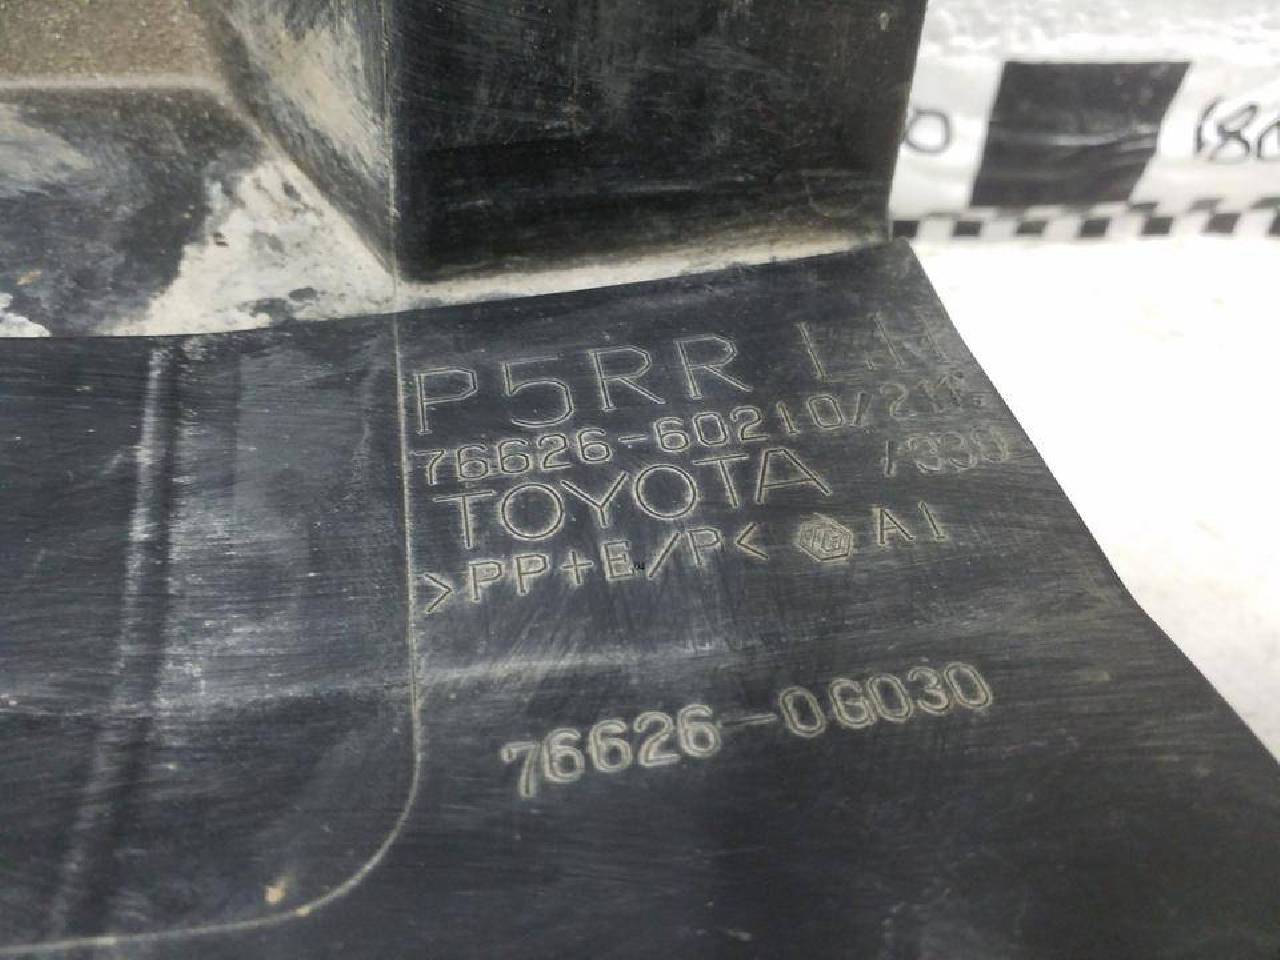 P5RR LH
76626-60210/211
/330
TOYOTA
>PP+E/P< A1
76626-0G030